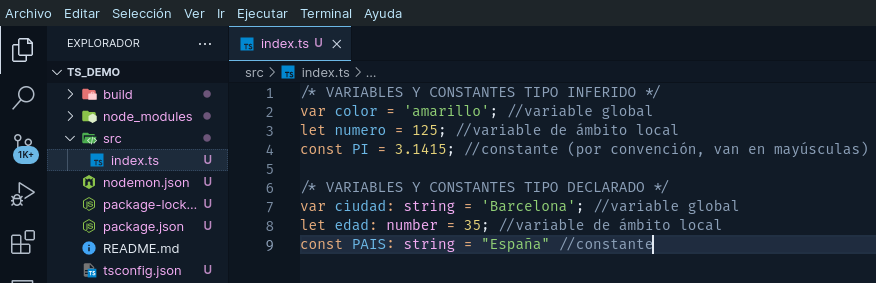 Archivo Editar Selección Ver Ir Ejecutar Terminal Ayuda
EXPLORADOR ...
TS index.ts U ×
TS_DEMO
src > TS index.ts > ...
build
node_modules
src
TS index.ts U
nodemon.json U
package-lock... U
package.json U
README.md
tsconfig.json U
1K+
1 /* VARIABLES Y CONSTANTES TIPO INFERIDO */
2 var color = 'amarillo'; //variable global
3 let numero = 125; //variable de ámbito local
4 const PI = 3.1415; //constante (por convención, van en mayúsculas)
5
6 /* VARIABLES Y CONSTANTES TIPO DECLARADO */
7 var ciudad: string = 'Barcelona'; //variable global
8 let edad: number = 35; //variable de ámbito local
9 const PAIS: string = "España" //constante